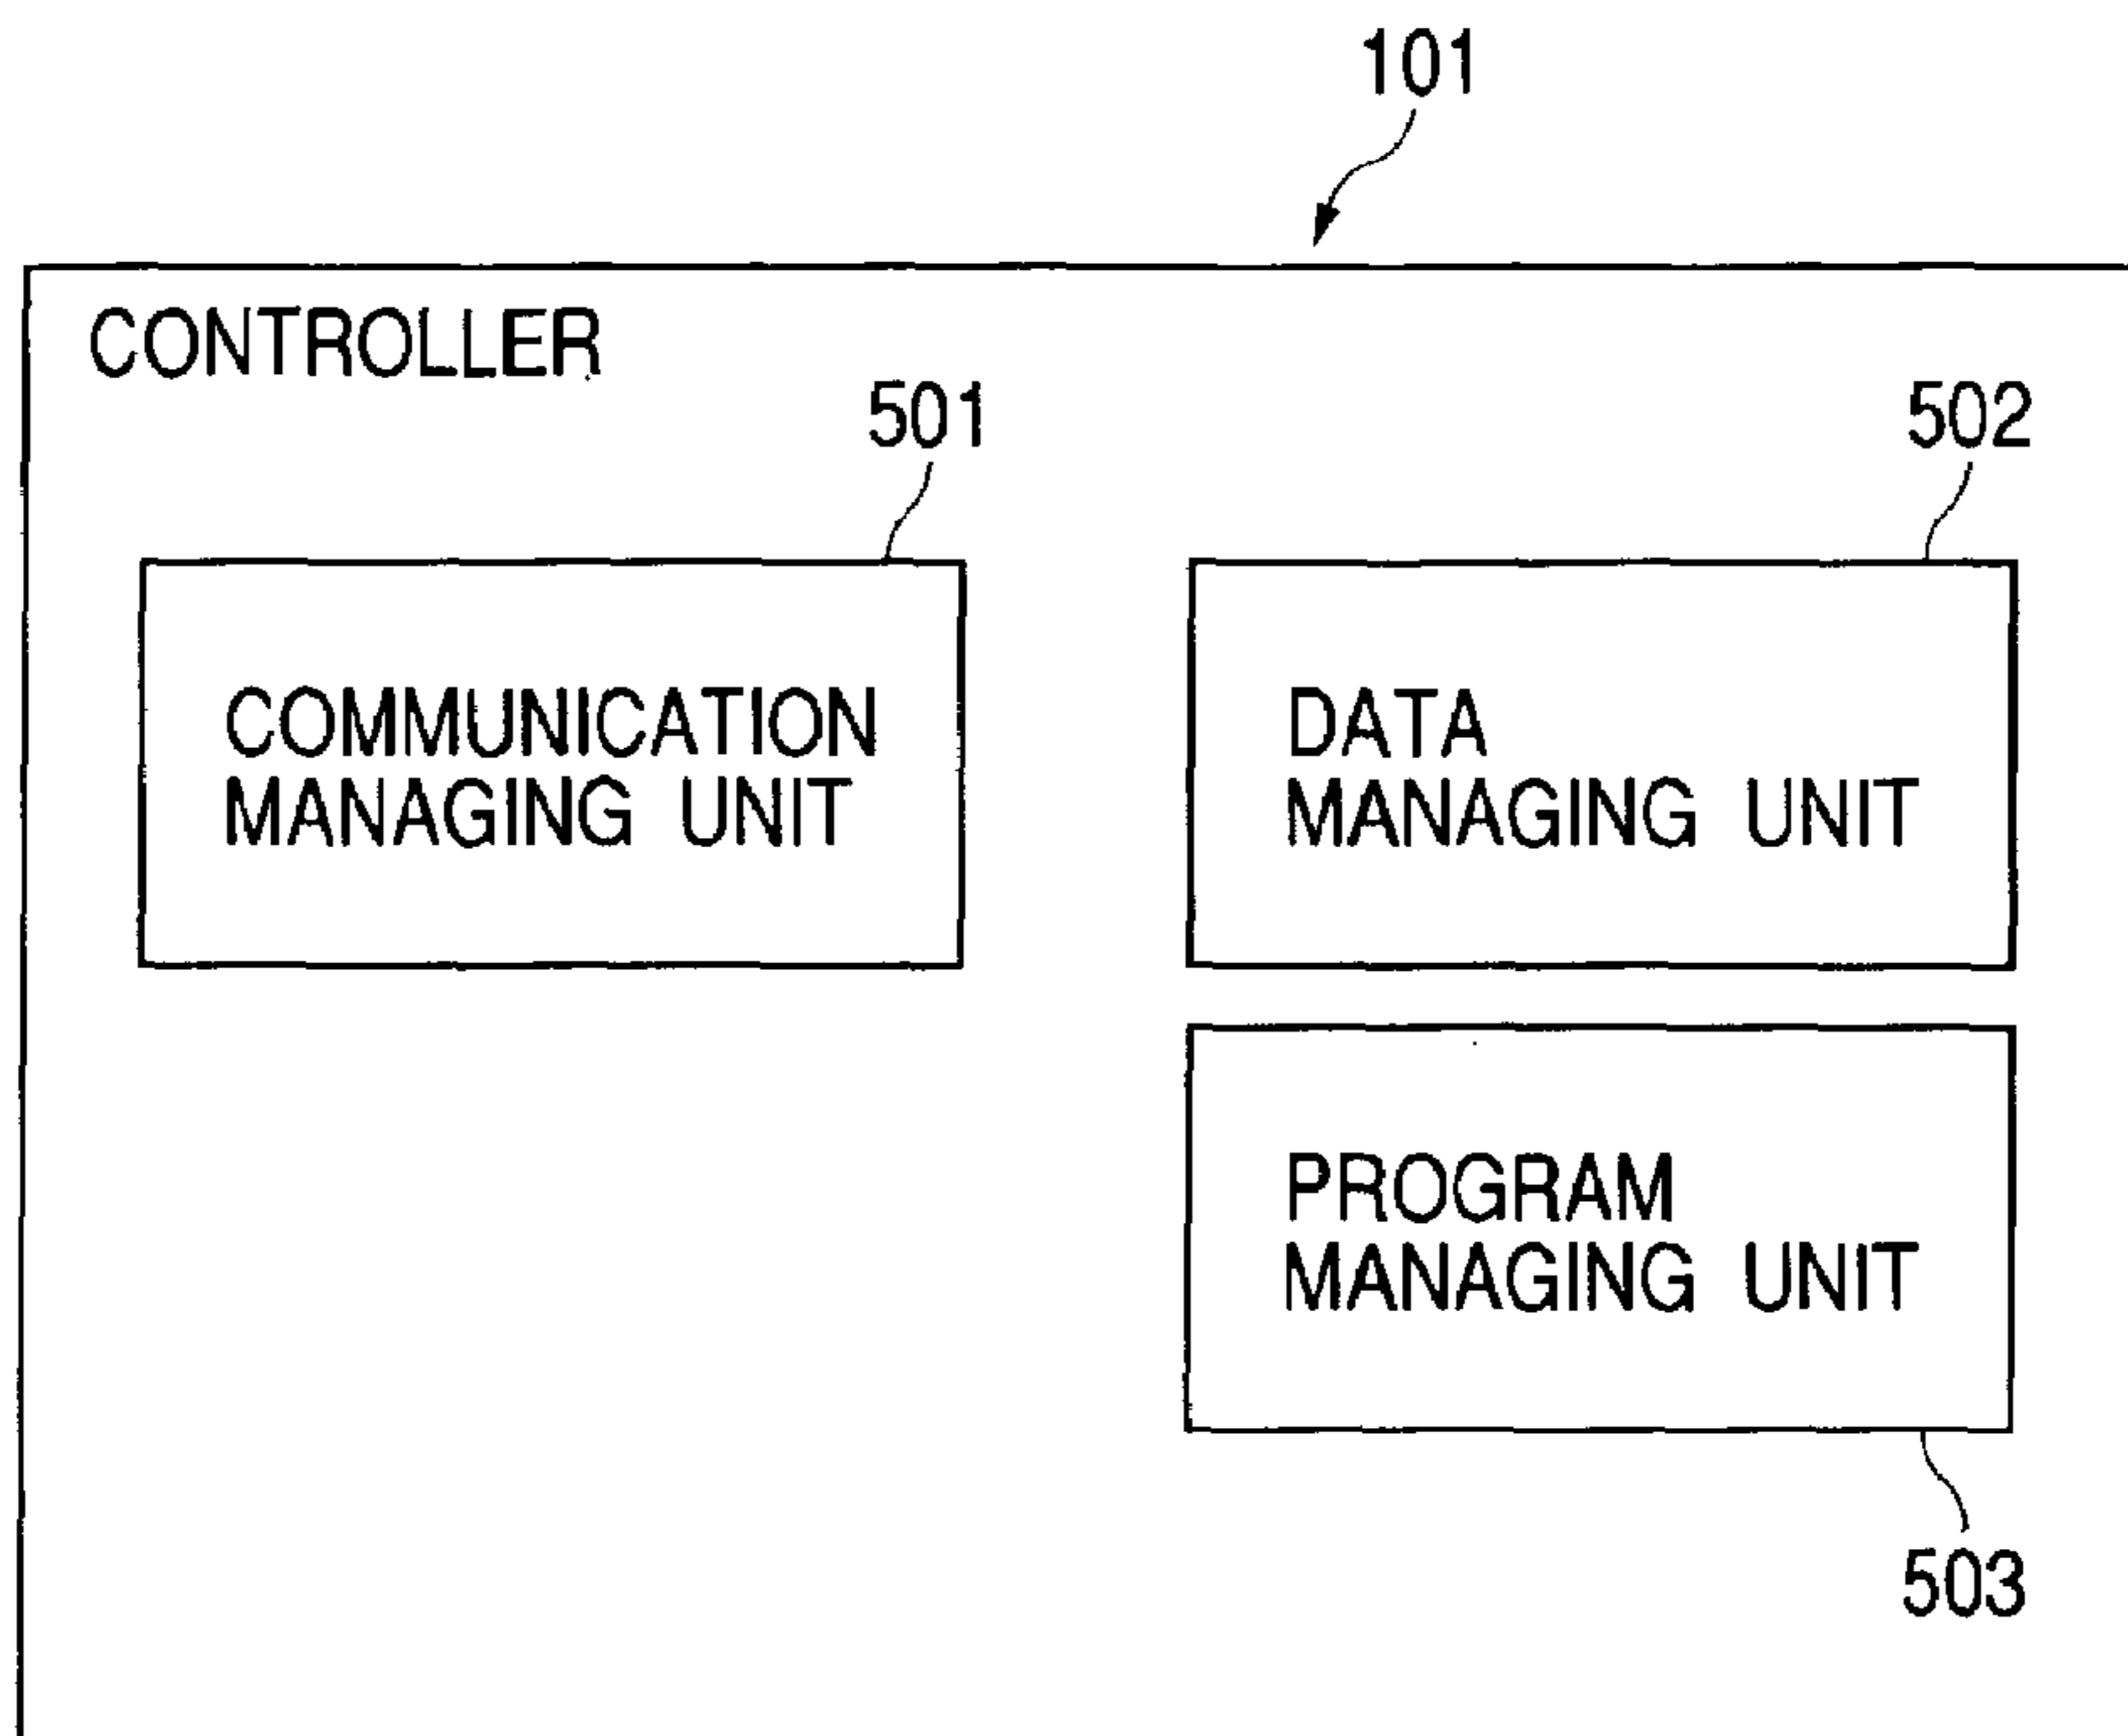 101
CONTROLLER
501
502
COMMUNICATION
MANAGING UNIT
DATA
MANAGING UNIT
PROGRAM
MANAGING UNIT
503